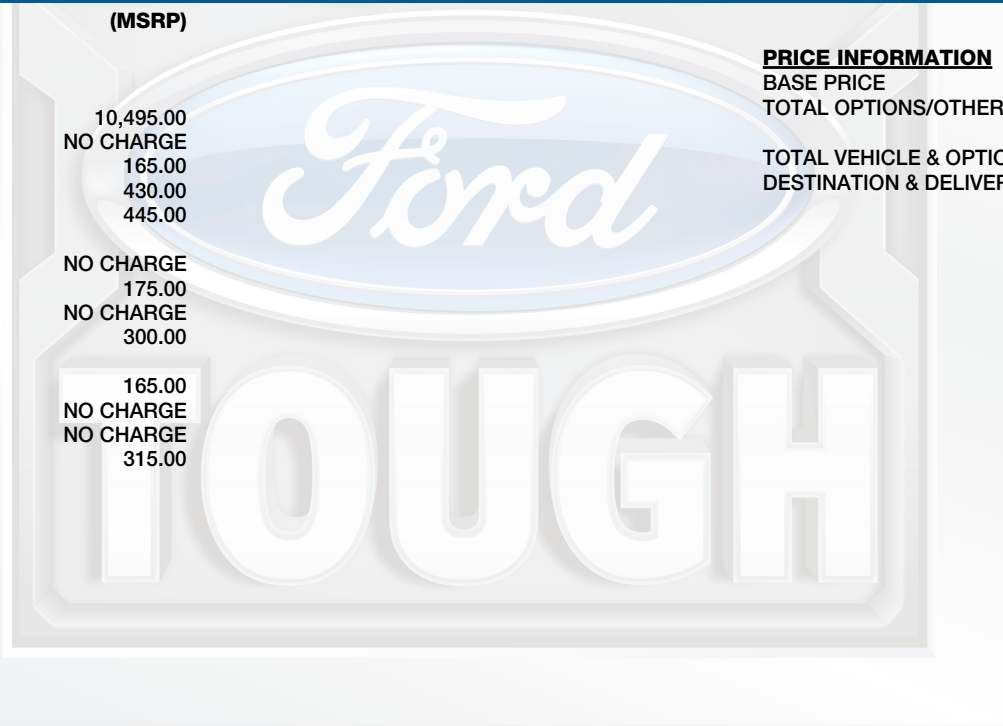 (MSRP)
10,495.00
NO CHARGE
165.00
430.00
445.00
NO CHARGE
175.00
NO CHARGE
300.00
165.00
NO CHARGE
NO CHARGE
315.00
PRICE INFORMATION
BASE PRICE
TOTAL OPTIONS/OTHER
TOTAL VEHICLE & OPTIO
DESTINATION & DELIVER
Ford
TOUGH